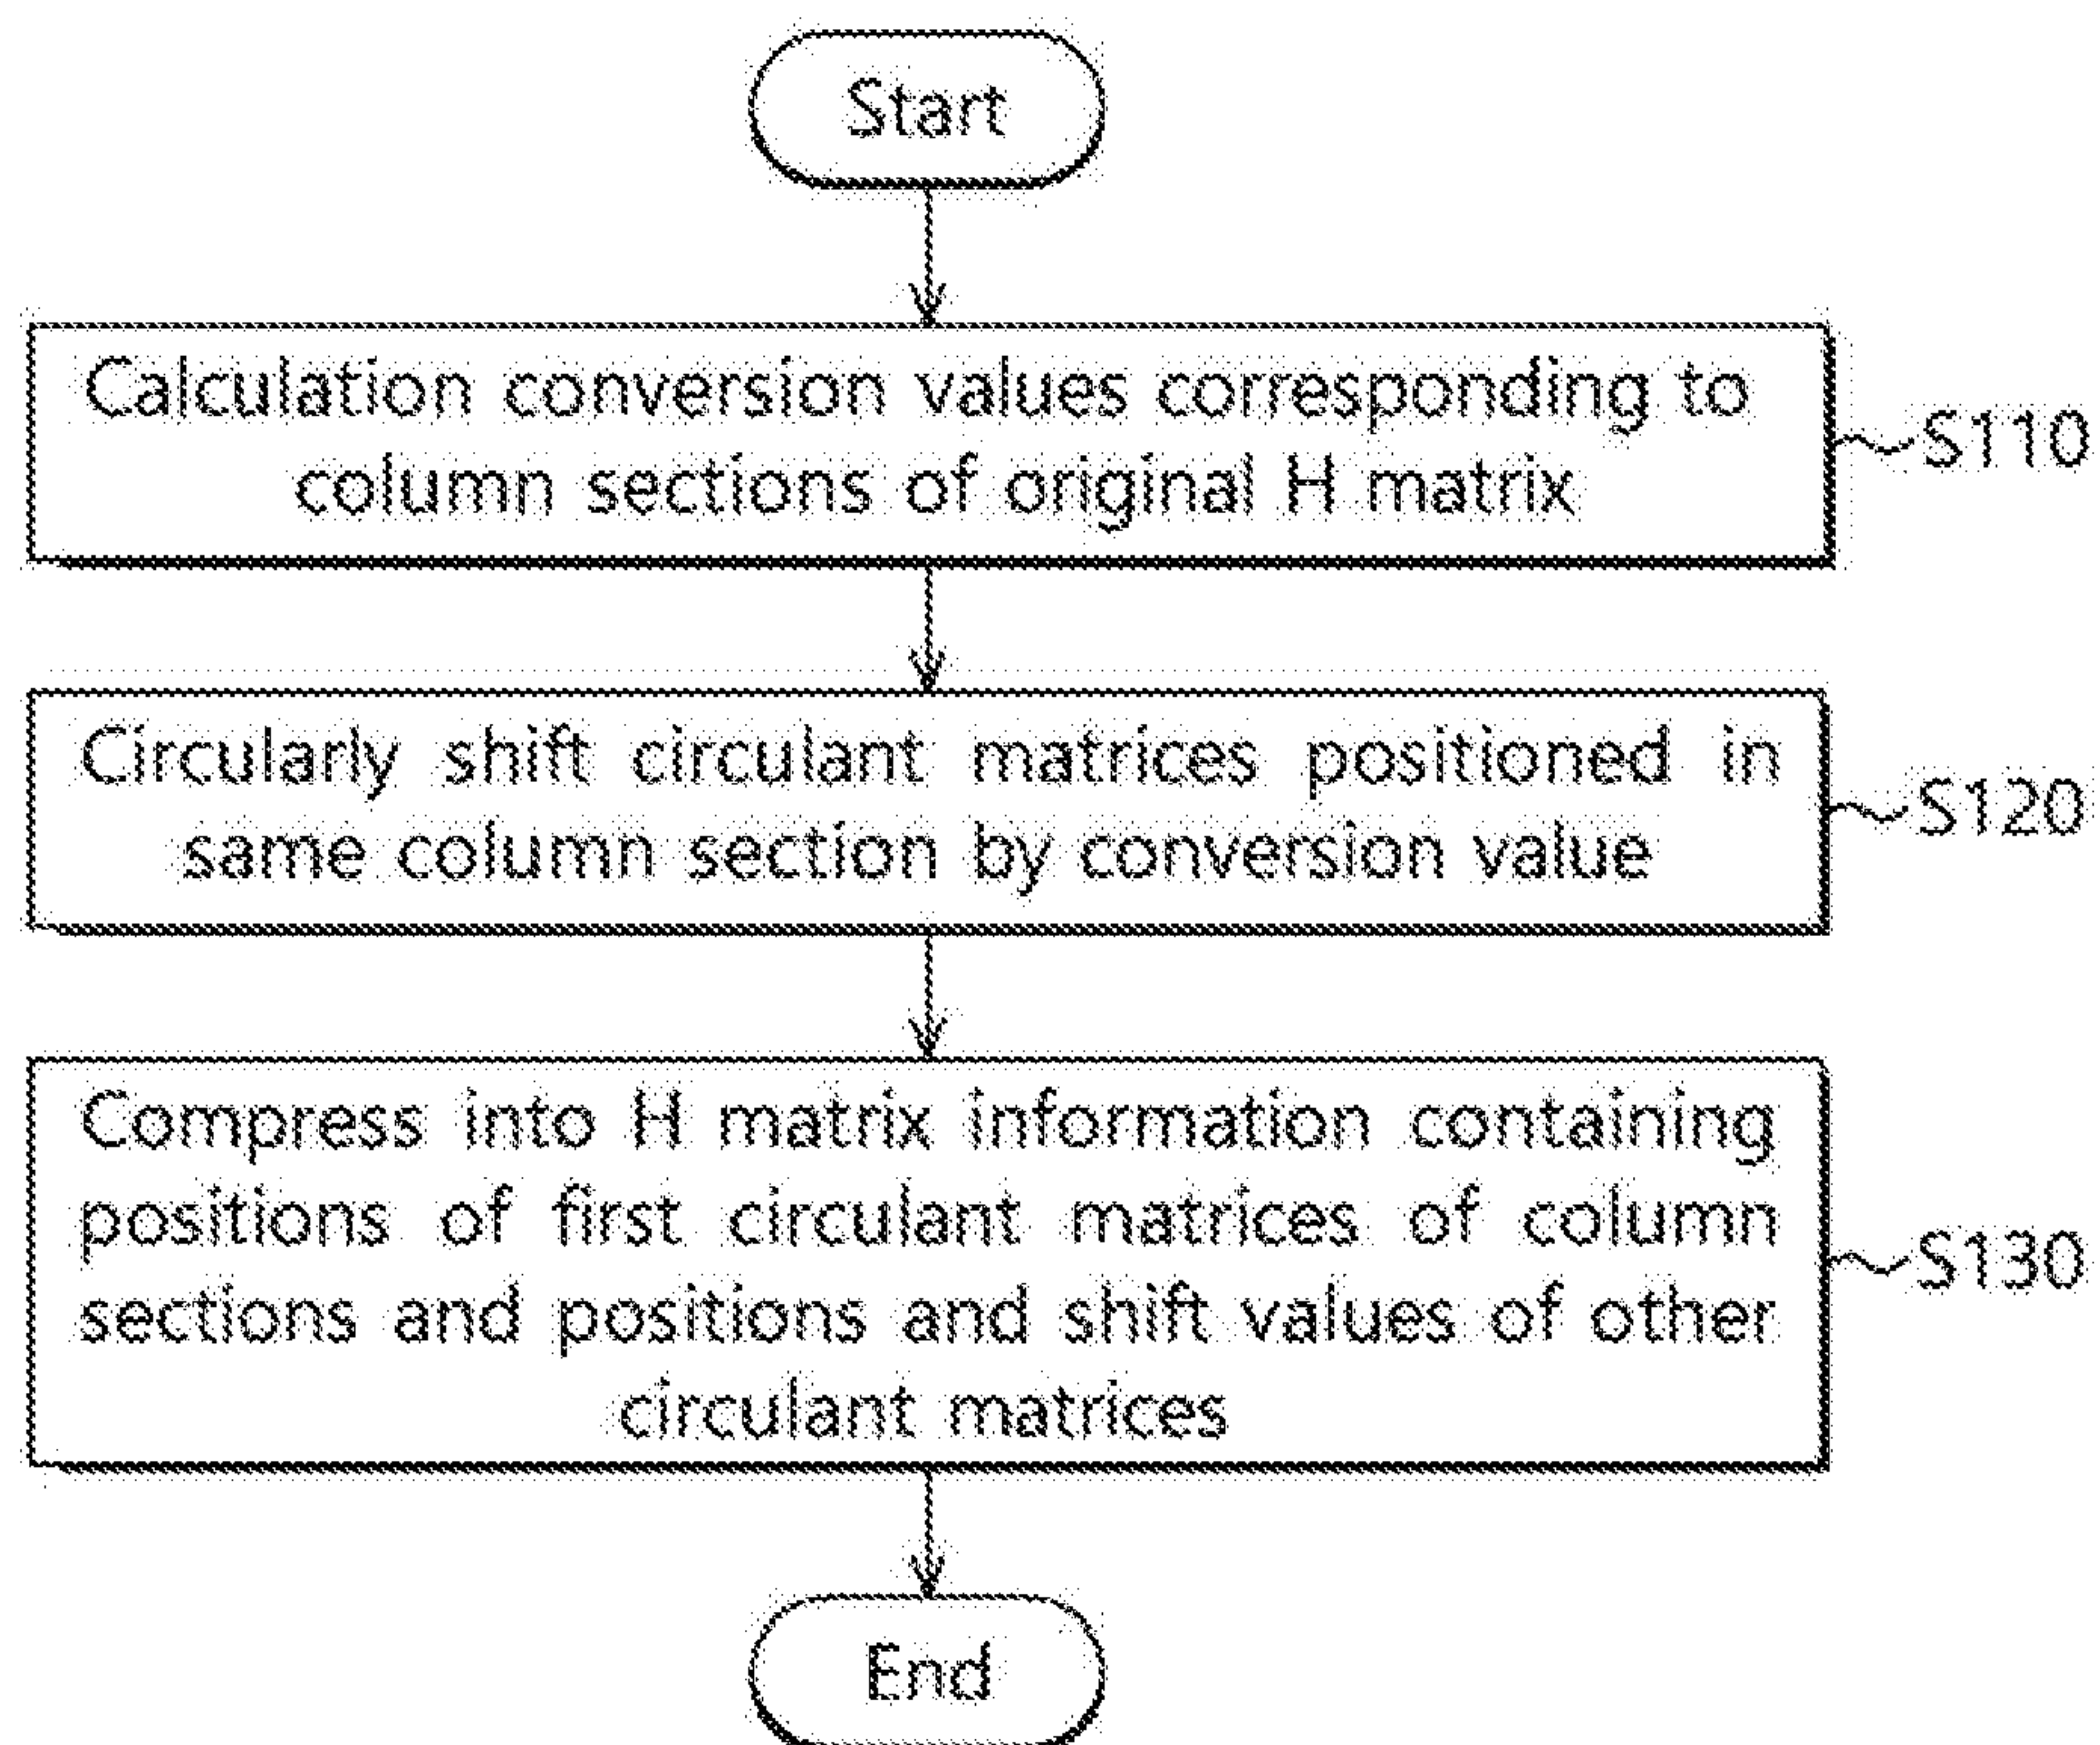 Start
Calculation conversion values corresponding to
column sections of original H matrix
S110
Circularly shift circulant matrices positioned in
same column section by conversion value
S120
Compress into H matrix information containing
positions of first circulant matrices of column
sections and positions and shift values of other
circulant matrices
S130
End